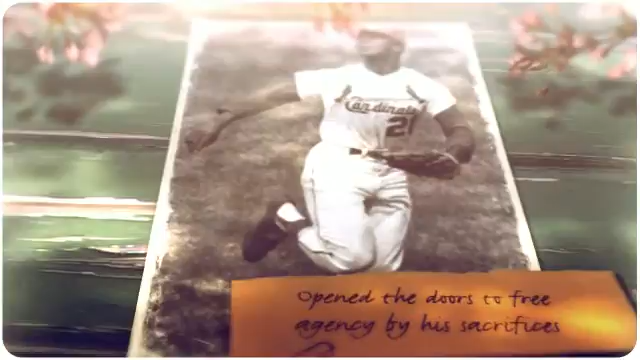 Cardinals
21
Opened the doors to free
agency by his sacrifices